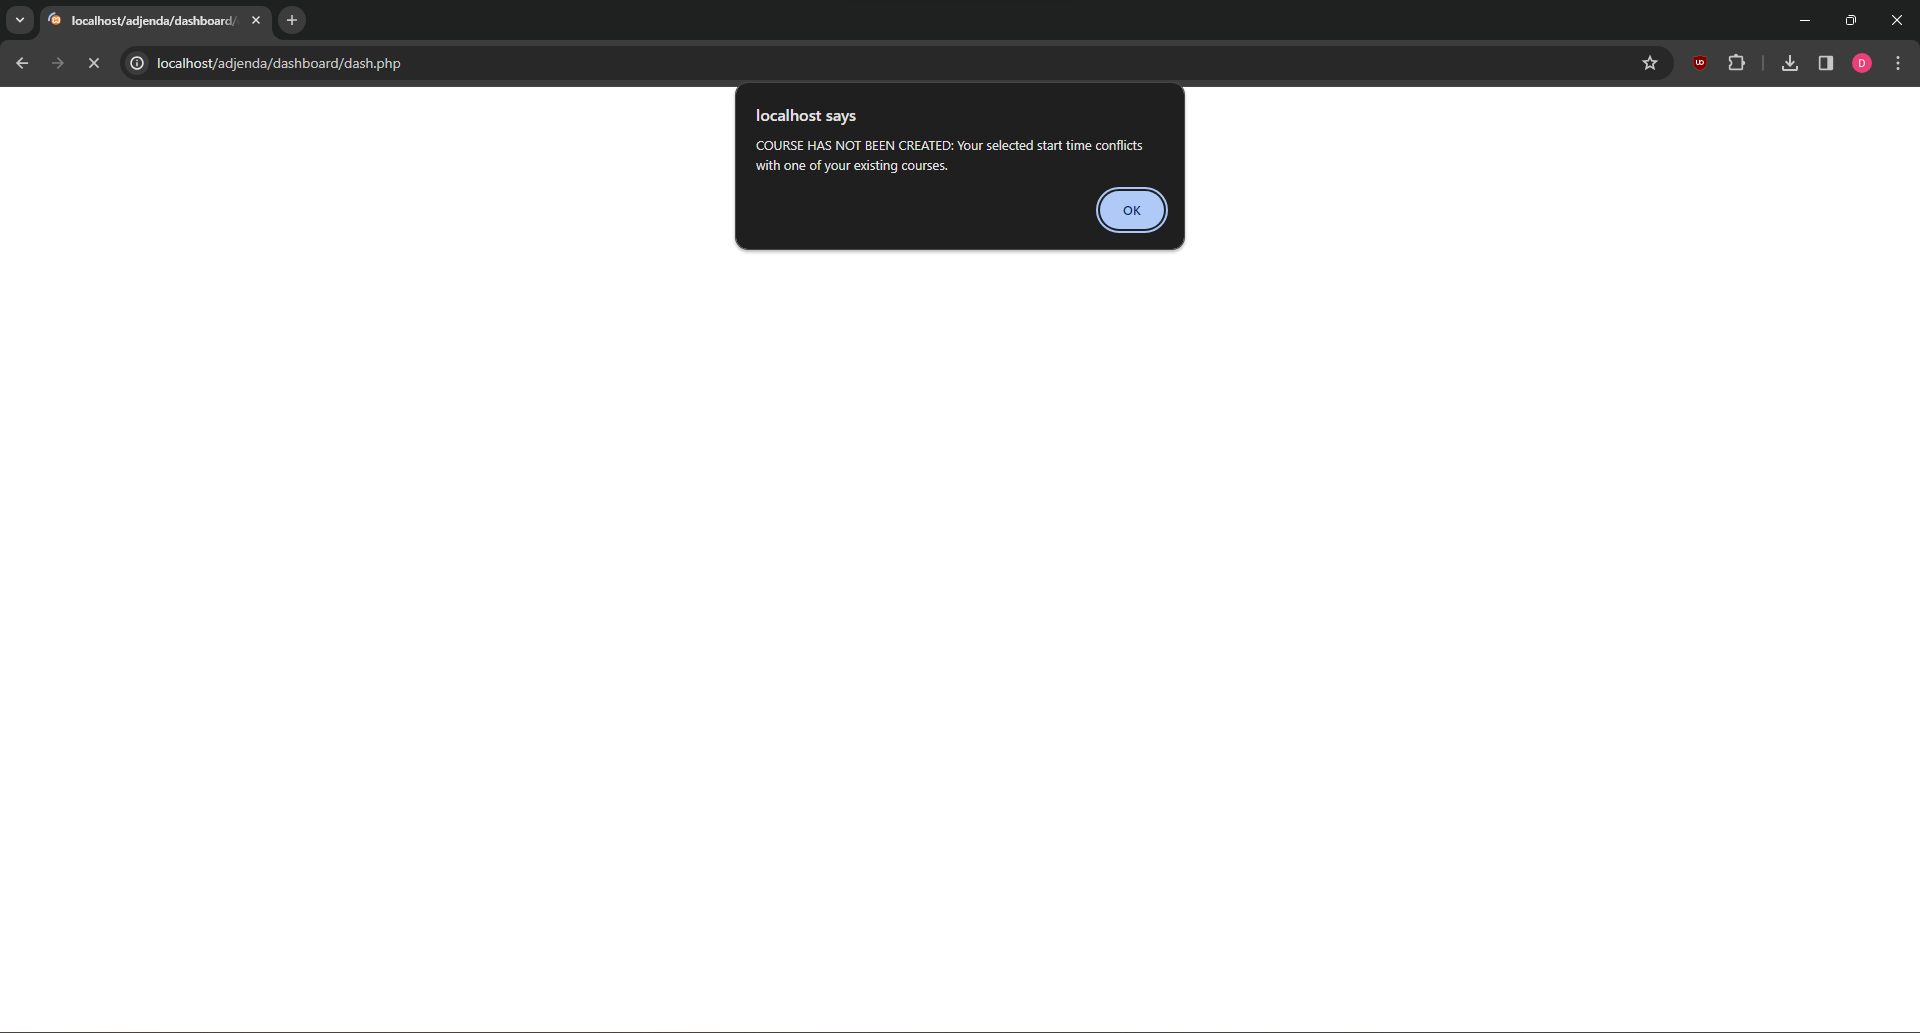 localhost/adjenda/dashboard/
localhost/adjenda/dashboard/dash.php
UO
D
localhost says
COURSE HAS NOT BEEN CREATED: Your selected start time conflicts
with one of your existing courses.
OK